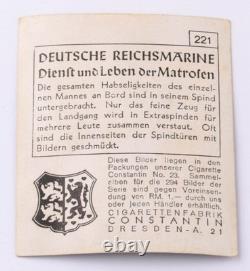 221
DEUTSCHE REICHSMARINE
Dienst und Leben der Matrosen
Die gesamten Habseligkeiten des einzel-
nen Mannes an Bord sind in seinem Spind
untergebracht. Nur das feine Zeug für
den Landgang wird in Extraspinden für
mehrere Leute zusammen verstaut. Oft
sind die Innenseiten der Spindtüren mit
Bildern geschmückt.
Diese Bilder liegen in den
Packungen unserer Cigarette
Constantin No. 23. Sammel-
alben für die 294 Bilder der
Serie sind gegen Voreinsendung
von RM. 1.— durch uns oder
jeden Händler erhältlich.
CIGARETTENFABRIK
CONSTANTIN
DRESDEN-A. 21